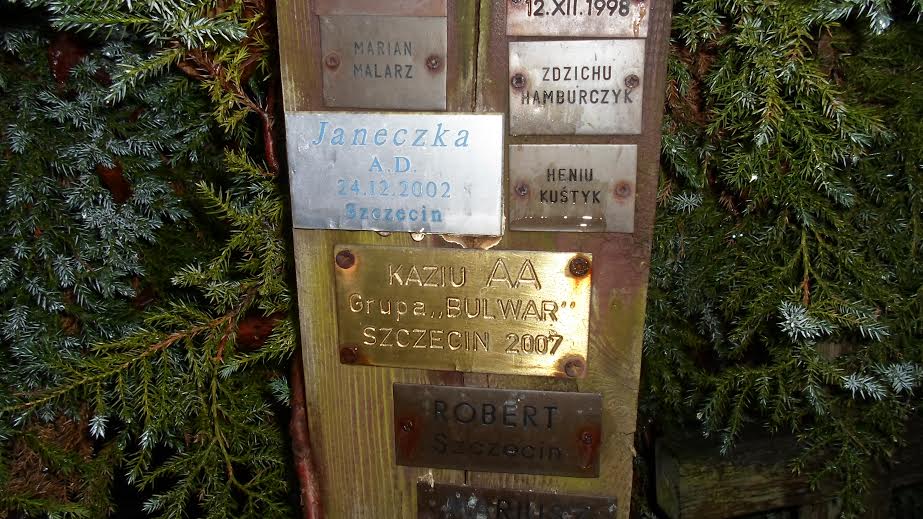 12.XII.1998
MARIAN
MALARZ
ZDZICHU
HAMBURCZYK
Janeczka
A.D.
24.12.2002
Szczecin
HENIU
KUŚTYK
KAZIU AA
Grupa „BULWAR”
SZCZECIN 2007
ROBERT
Szczecin